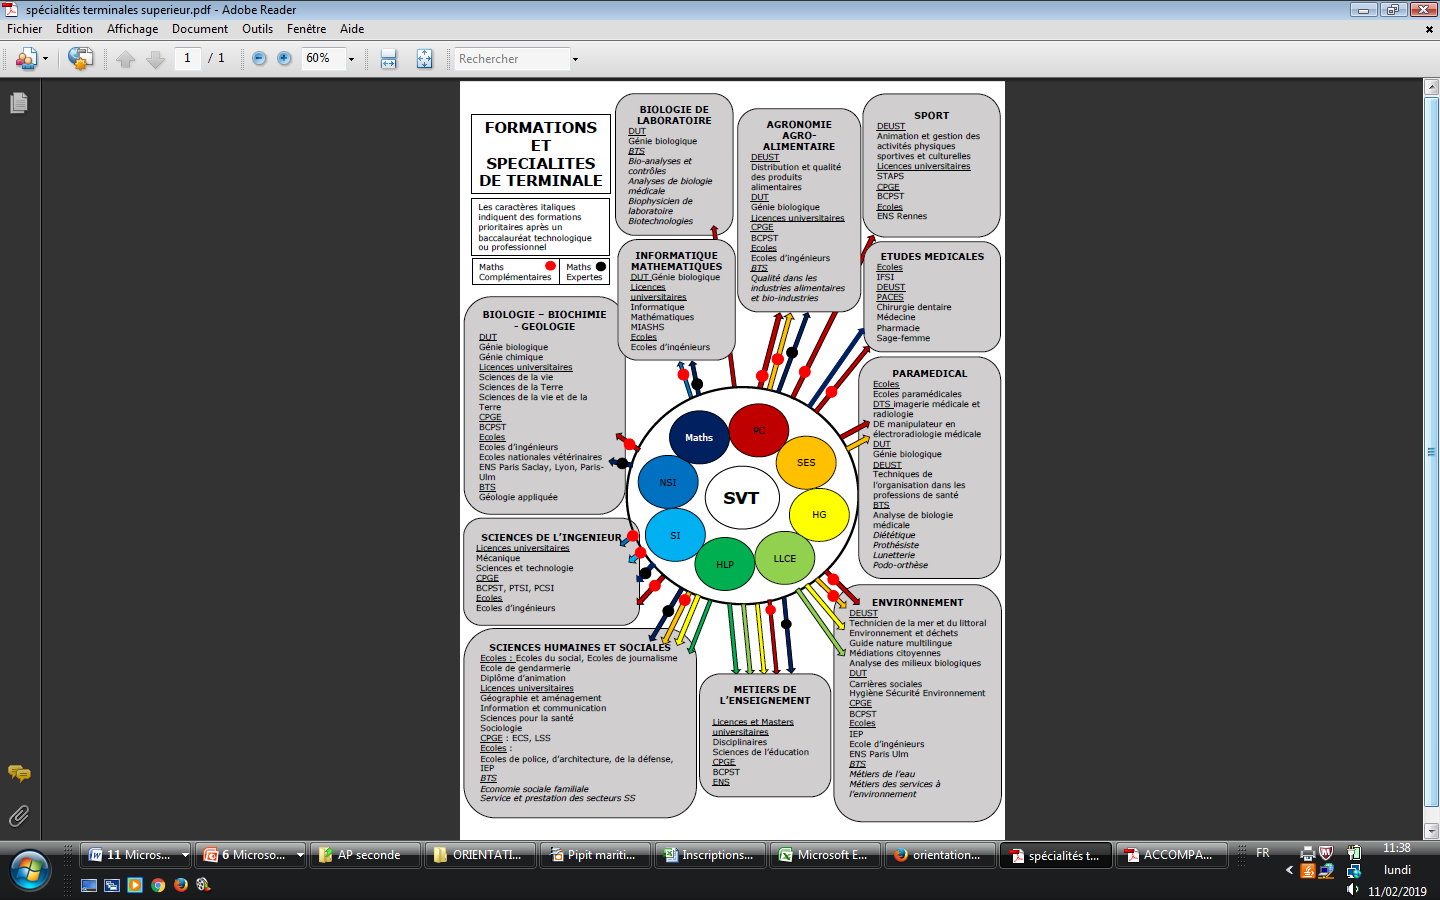 spécialités terminales superieur.pdf - Adobe Reader
Fichier Edition Affichage Document Outils Fenêtre Aide
1 / 1 60% Rechercher
FORMATIONS
ET
SPECIALITES
DE TERMINALE
Les caractères italiques
indiquent des formations
prioritaires après un
baccalauréat technologique
ou professionnel
Maths
Complémentaires
Maths
Expertes
BIOLOGIE DE
LABORATOIRE
DUT
Génie biologique
BTS
Bio-analyses et
contrôles
Analyses de biologie
médicale
Biophysicien de
laboratoire
Biotechnologies
AGRONOMIE
AGRO-
ALIMENTAIRE
DEUST
Distribution et qualité
des produits
alimentaires
DUT
Génie biologique
Licences universitaires
CPGE
BCPST
Ecoles
Ecoles d'ingénieurs
BTS
Qualité dans les
industries alimentaires
et bio-industries
SPORT
DEUST
Animation et gestion des
activités physiques
sportives et culturelles
Licences universitaires
STAPS
CPGE
BCPST
Ecoles
ENS Rennes
INFORMATIQUE
MATHEMATIQUES
DUT Génie biologique
Licences
universitaires
Informatique
Mathématiques
MIASHS
Ecoles
Ecoles d'ingénieurs
ETUDES MEDICALES
Ecoles
IFSI
DEUST
PACES
Chirurgie dentaire
Médecine
Pharmacie
Sage-femme
BIOLOGIE – BIOCHIMIE
- GEOLOGIE
DUT
Génie biologique
Génie chimique
Licences universitaires
Sciences de la vie
Sciences de la Terre
Sciences de la vie et de la
Terre
CPGE
BCPST
Ecoles
Ecoles d'ingénieurs
Ecoles nationales vétérinaires
ENS Paris Saclay, Lyon, Paris-
Ulm
BTS
Géologie appliquée
PARAMEDICAL
Ecoles
Ecoles paramédicales
DTS imagerie médicale et
radiologie
DE manipulateur en
électroradiologie médicale
DUT
Génie biologique
DEUST
Techniques de
l'organisation dans les
professions de santé
BTS
Analyse de biologie
médicale
Diététique
Prothésiste
Lunetterie
Podo-orthèse
Maths
PC
SES
HG
LLCE
HLP
SI
NSI
SVT
SCIENCES DE L'INGENIEUR
Licences universitaires
Mécanique
Sciences et technologie
CPGE
BCPST, PTSI, PCSI
Ecoles
Ecoles d'ingénieurs
SCIENCES HUMAINES ET SOCIALES
Ecoles : Ecoles du social, Ecoles de journalisme
Ecole de gendarmerie
Diplôme d'animation
Licences universitaires
Géographie et aménagement
Information et communication
Sciences pour la santé
Sociologie
CPGE : ECS, LSS
Ecoles :
Ecoles de police, d'architecture, de la défense,
IEP
BTS
Economie sociale familiale
Service et prestation des secteurs SS
METIERS DE
L'ENSEIGNEMENT
Licences et Masters
universitaires
Disciplinaires
Sciences de l'éducation
CPGE
BCPST
ENS
ENVIRONNEMENT
DEUST
Technicien de la mer et du littoral
Environnement et déchets
Guide nature multilingue
Médiations citoyennes
Analyse des milieux biologiques
DUT
Carrières sociales
Hygiène Sécurité Environnement
CPGE
BCPST
Ecoles
IEP
Ecole d'ingénieurs
ENS Paris Ulm
BTS
Métiers de l'eau
Métiers des services à
l'environnement
11 Micros... 6 Microso... AP seconde ORIENTATI... Pipit mariti... Inscriptions... Microsoft E... orientation... spécialités t... ACCOMPA... FR 11:38
lundi
11/02/2019